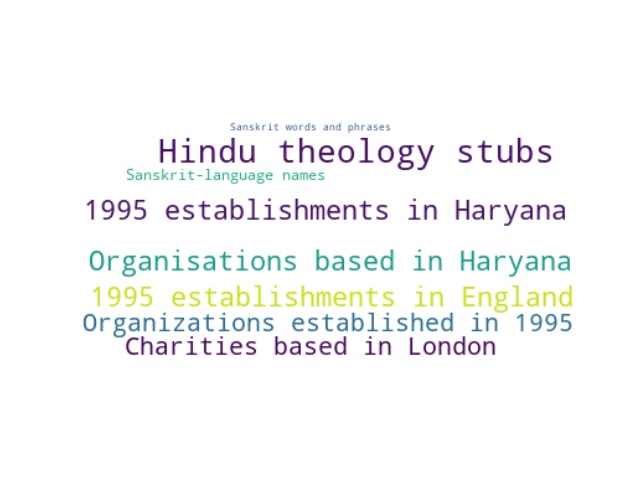 Sanskrit words and phrases
Hindu theology stubs
Sanskrit-language names
1995 establishments in Haryana
Organisations based in Haryana
1995 establishments in England
Organizations established in 1995
Charities based in London